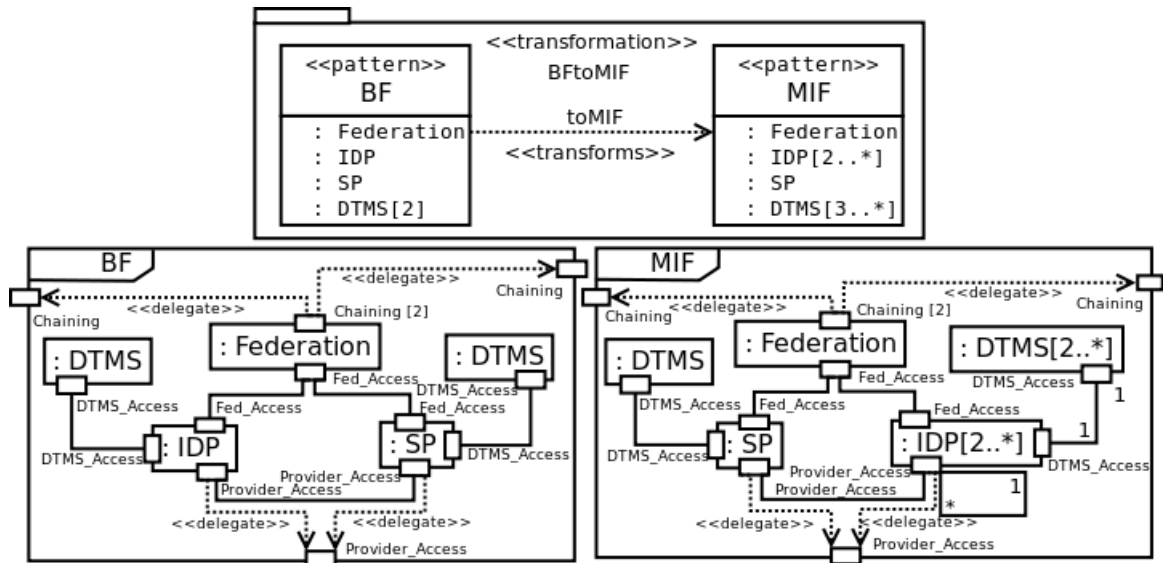 <<transformation>>
BFtoMIF
<<pattern>>
BF
: Federation
: IDP
: SP
: DTMS[2]
toMIF
<<transforms>>
<<pattern>>
MIF
: Federation
: IDP[2..*]
: SP
: DTMS[3..*]
BF
<<delegate>>
Chaining
<<delegate>>
Chaining
Chaining [2]
: DTMS
: Federation
: DTMS
Fed_Access
DTMS_Access
DTMS_Access
Fed_Access
Fed_Access
: IDP
: SP
DTMS_Access
DTMS_Access
Provider_Access
Provider_Access
<<delegate>>
<<delegate>>
Provider_Access
MIF
<<delegate>>
Chaining
<<delegate>>
Chaining
Chaining [2]
: DTMS
: Federation
: DTMS[2..*]
Fed_Access
DTMS_Access
DTMS_Access
1
Fed_Access
Fed_Access
1
: SP
: IDP[2..*]
DTMS_Access
DTMS_Access
Provider_Access
Provider_Access
1
*
<<delegate>>
<<delegate>>
Provider_Access